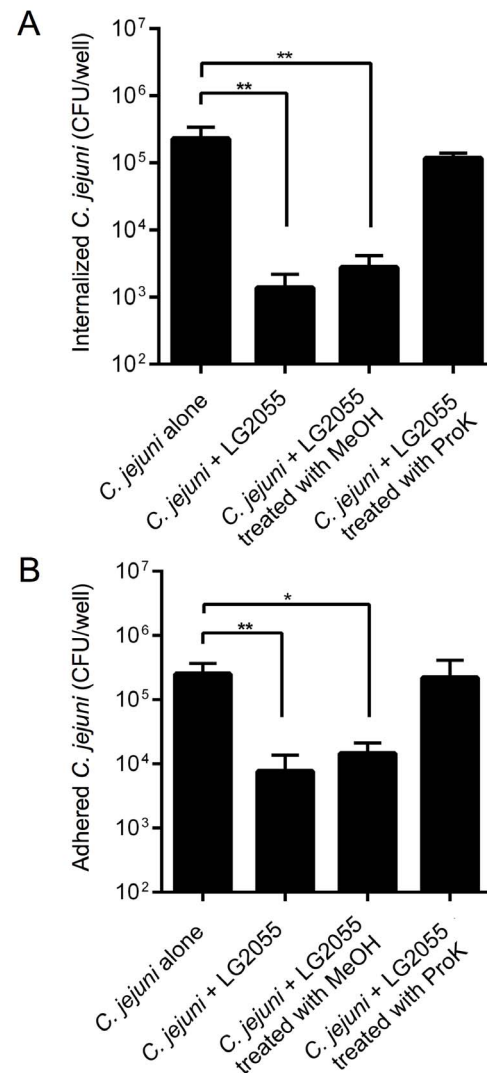 A
Internalized C. jejuni (CFU/well)
10⁷
10⁶
10⁵
10⁴
10³
10²
**
**
C. jejuni alone
C. jejuni + LG2055
C. jejuni + LG2055
treated with MeOH
C. jejuni + LG2055
treated with ProK
B
Adhered C. jejuni (CFU/well)
10⁷
10⁶
10⁵
10⁴
10³
10²
*
**
C. jejuni alone
C. jejuni + LG2055
C. jejuni + LG2055
treated with MeOH
C. jejuni + LG2055
treated with ProK